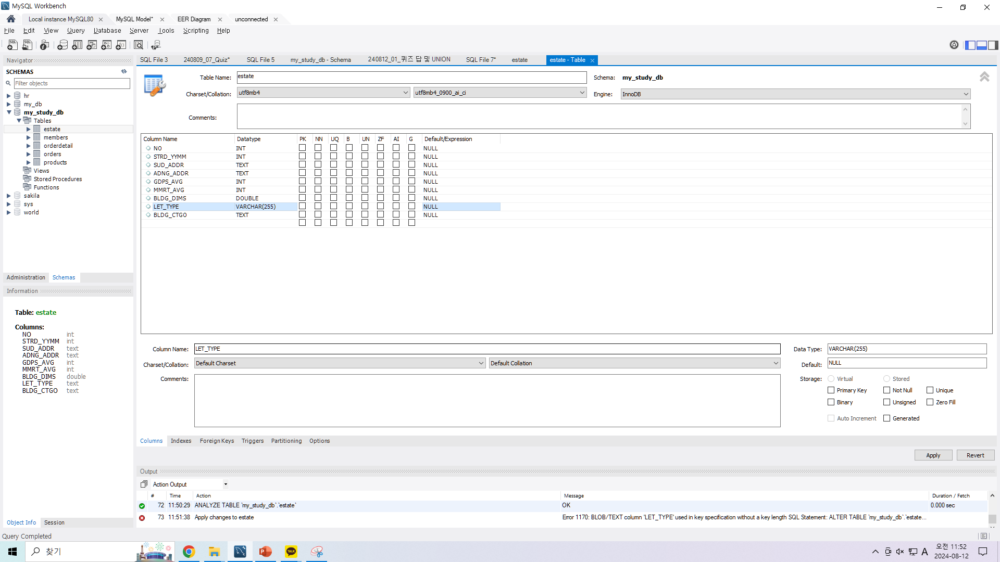 MySQL Workbench
Local instance MySQL80
MySQL Model*
EER Diagram
unconnected
File Edit View Query Database Server Tools Scripting Help
Navigator
SCHEMAS
Filter objects
hr
my_db
my_study_db
Tables
estate
members
orderdetail
orders
products
Views
Stored Procedures
Functions
sakila
sys
world
Administration Schemas
Information
Table: estate
Columns:
NO int
STRD_YYMM int
SUD_ADDR text
ADNG_ADDR text
GDPS_AVG int
MMRT_AVG int
BLDG_DIMS double
LET_TYPE text
BLDG_CTGO text
Object Info Session
SQL File 3 240809_07_Quiz* SQL File 5 my_study_db - Schema 240812_01_퀴즈 답 및 UNION SQL File 7* estate estate - Table
Table Name: estate Schema: my_study_db
Charset/Collation: utf8mb4 utf8mb4_0900_ai_ci Engine: InnoDB
Comments:
Column Name Datatype PK NN UQ B UN ZF AI G Default/Expression
NO INT NULL
STRD_YYMM INT NULL
SUD_ADDR TEXT NULL
ADNG_ADDR TEXT NULL
GDPS_AVG INT NULL
MMRT_AVG INT NULL
BLDG_DIMS DOUBLE NULL
LET_TYPE VARCHAR(255) NULL
BLDG_CTGO TEXT NULL
Column Name: LET_TYPE Data Type: VARCHAR(255)
Charset/Collation: Default Charset Default Collation Default: NULL
Comments: Storage: Virtual Stored
Primary Key Not Null Unique
Binary Unsigned Zero Fill
Auto Increment Generated
Columns Indexes Foreign Keys Triggers Partitioning Options
Apply Revert
Output
Action Output
# Time Action Message Duration / Fetch
72 11:50:29 ANALYZE TABLE `my_study_db`.`estate` OK 0.000 sec
73 11:51:38 Apply changes to estate Error 1170: BLOB/TEXT column 'LET_TYPE' used in key specification without a key length SQL Statement: ALTER TABLE `my_study_db`.`estate...
Query Completed
찾기
TALK
A
오전 11:52
2024-08-12